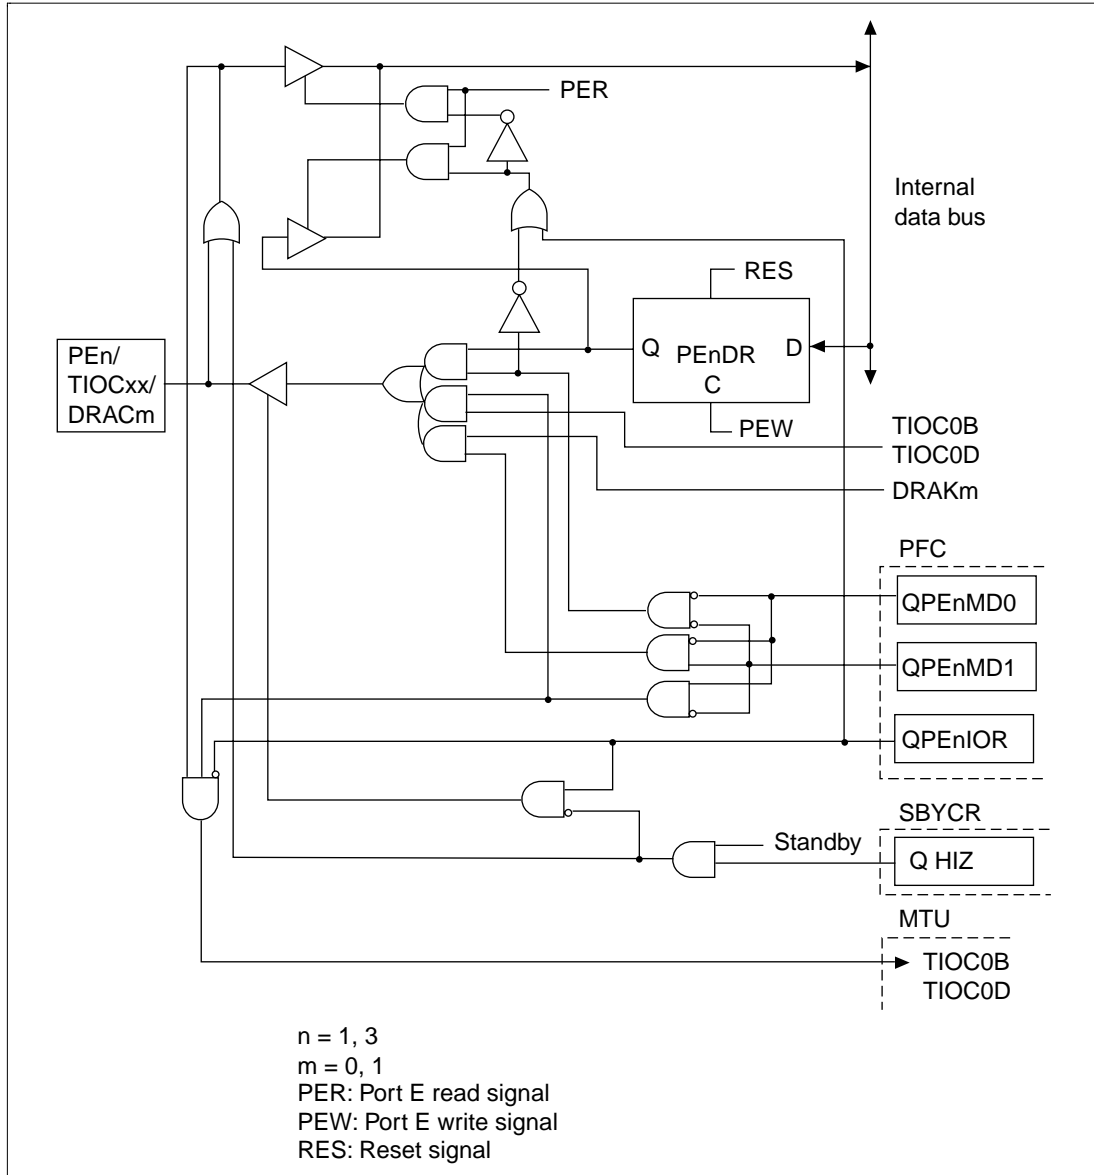 PER
Internal
data bus
RES
Q PEnDR D
C
PEW
PEn/
TIOCxx/
DRACm
TIOC0B
TIOC0D
DRAKm
PFC
QPEnMD0
QPEnMD1
QPEnIOR
SBYCR
Standby
Q HIZ
MTU
TIOC0B
TIOC0D
n = 1, 3
m = 0, 1
PER: Port E read signal
PEW: Port E write signal
RES: Reset signal